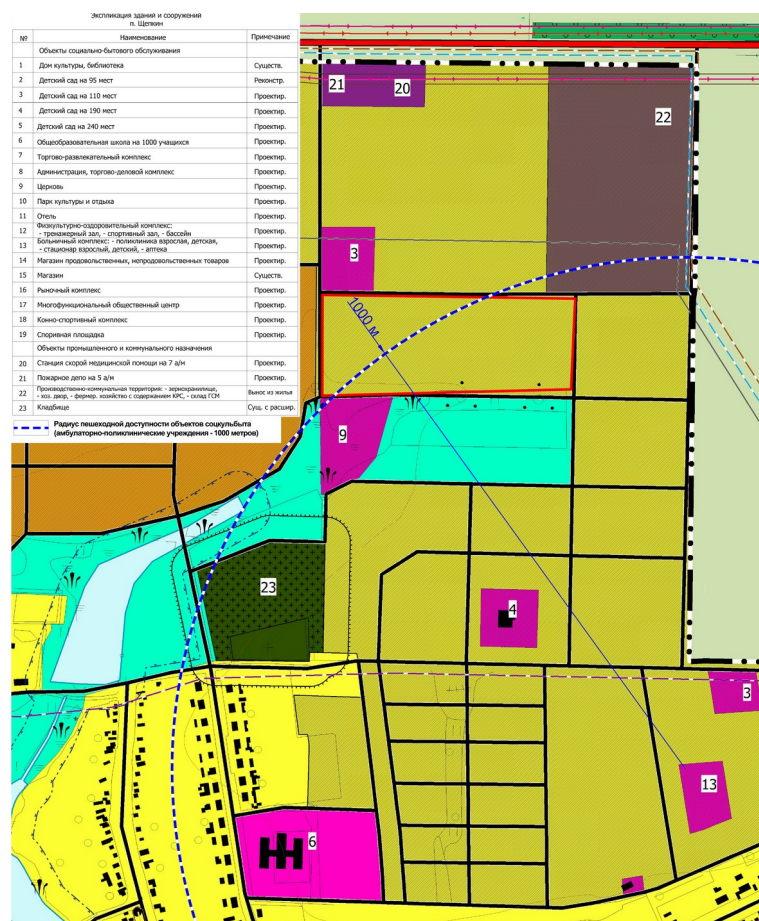 Экспликация зданий и сооружений
п. Щепкин
№ Наименование Примечание
Объекты социально-бытового обслуживания
1 Дом культуры, библиотека Существ.
2 Детский сад на 95 мест Реконстр.
3 Детский сад на 110 мест Проектир.
4 Детский сад на 190 мест Проектир.
5 Детский сад на 240 мест Проектир.
6 Общеобразовательная школа на 1000 учащихся Проектир.
7 Торгово-развлекательный комплекс Проектир.
8 Администрация, торгово-деловой комплекс Проектир.
9 Церковь Проектир.
10 Парк культуры и отдыха Проектир.
11 Отель Проектир.
12 Физкультурно-оздоровительный комплекс:
- тренажерный зал, - спортивный зал, - бассейн Проектир.
13 Больничный комплекс: - поликлиника взрослая, детская,
- стационар взрослый, детский, - аптека Проектир.
14 Магазин продовольственных, непродовольственных товаров Проектир.
15 Магазин Существ.
16 Рыночный комплекс Проектир.
17 Многофункциональный общественный центр Проектир.
18 Конно-спортивный комплекс Проектир.
19 Споривная площадка Проектир.
Объекты промышленного и коммунального назначения
20 Станция скорой медицинской помощи на 7 а/м Проектир.
21 Пожарное депо на 5 а/м Проектир.
22 Производственно-коммунальная территория: - зернохранилище,
- хоз. двор, - фермер. хозяйство с содержанием КРС, - склад ГСМ Вынос из жилья
23 Кладбище Сущ. с расшир.
Радиус пешеходной доступности объектов соцкульбыта
(амбулаторно-поликлинические учреждения - 1000 метров)
21
20
22
3
1000 м
9
23
4
3
13
6